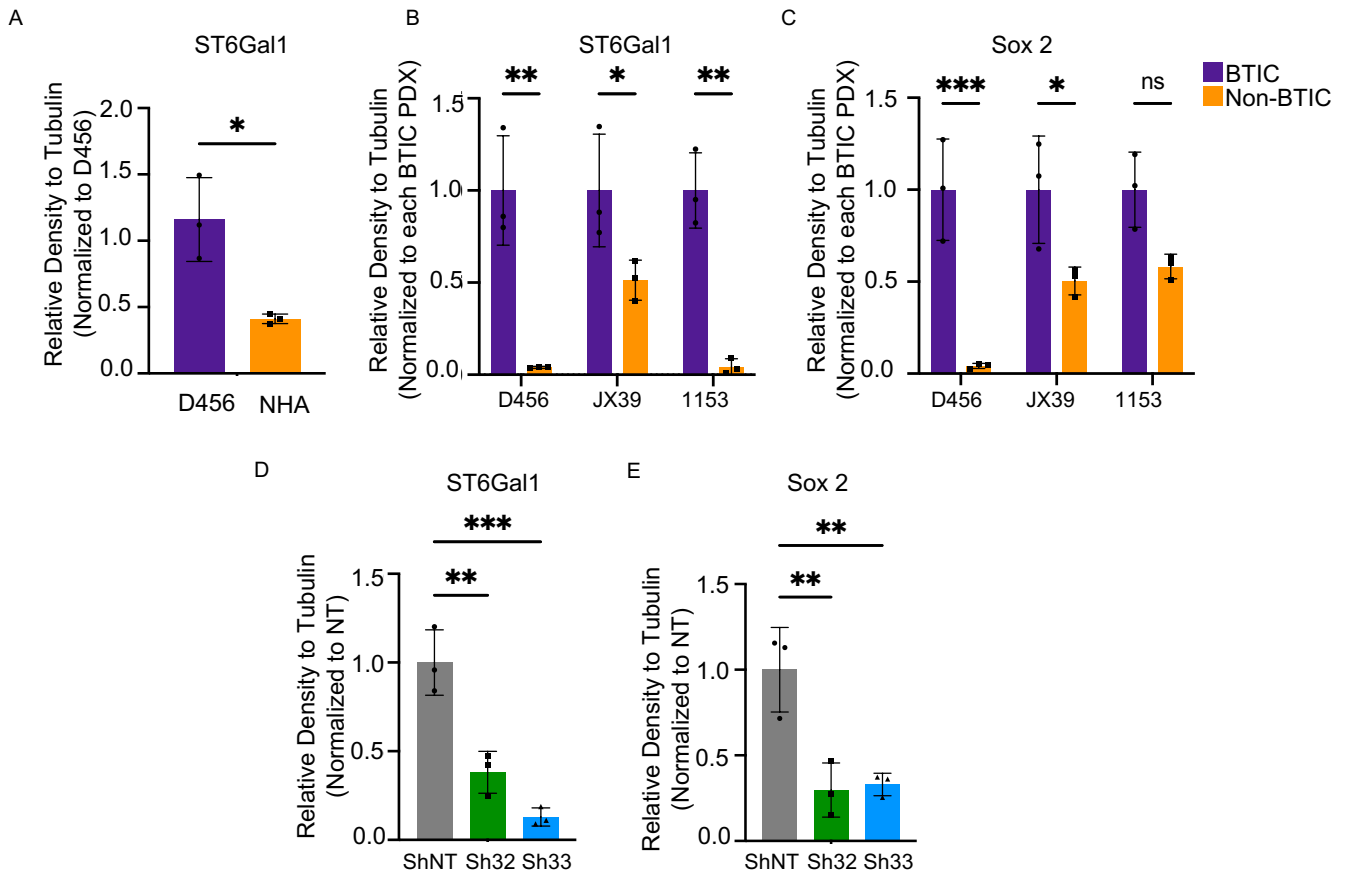 A
ST6Gal1
Relative Density to Tubulin
(Normalized to D456)
2.0
1.5
1.0
0.5
0.0
*
D456 NHA
B
ST6Gal1
Relative Density to Tubulin
(Normalized to each BTIC PDX)
1.5
1.0
0.5
0.0
** * **
D456 JX39 1153
C
Sox 2
Relative Density to Tubulin
(Normalized to each BTIC PDX)
1.5
1.0
0.5
0.0
*** * ns
D456 JX39 1153
BTIC
Non-BTIC
D
ST6Gal1
Relative Density to Tubulin
(Normalized to NT)
1.5
1.0
0.5
0.0
***
**
ShNT Sh32 Sh33
E
Sox 2
Relative Density to Tubulin
(Normalized to NT)
1.5
1.0
0.5
0.0
**
**
ShNT Sh32 Sh33